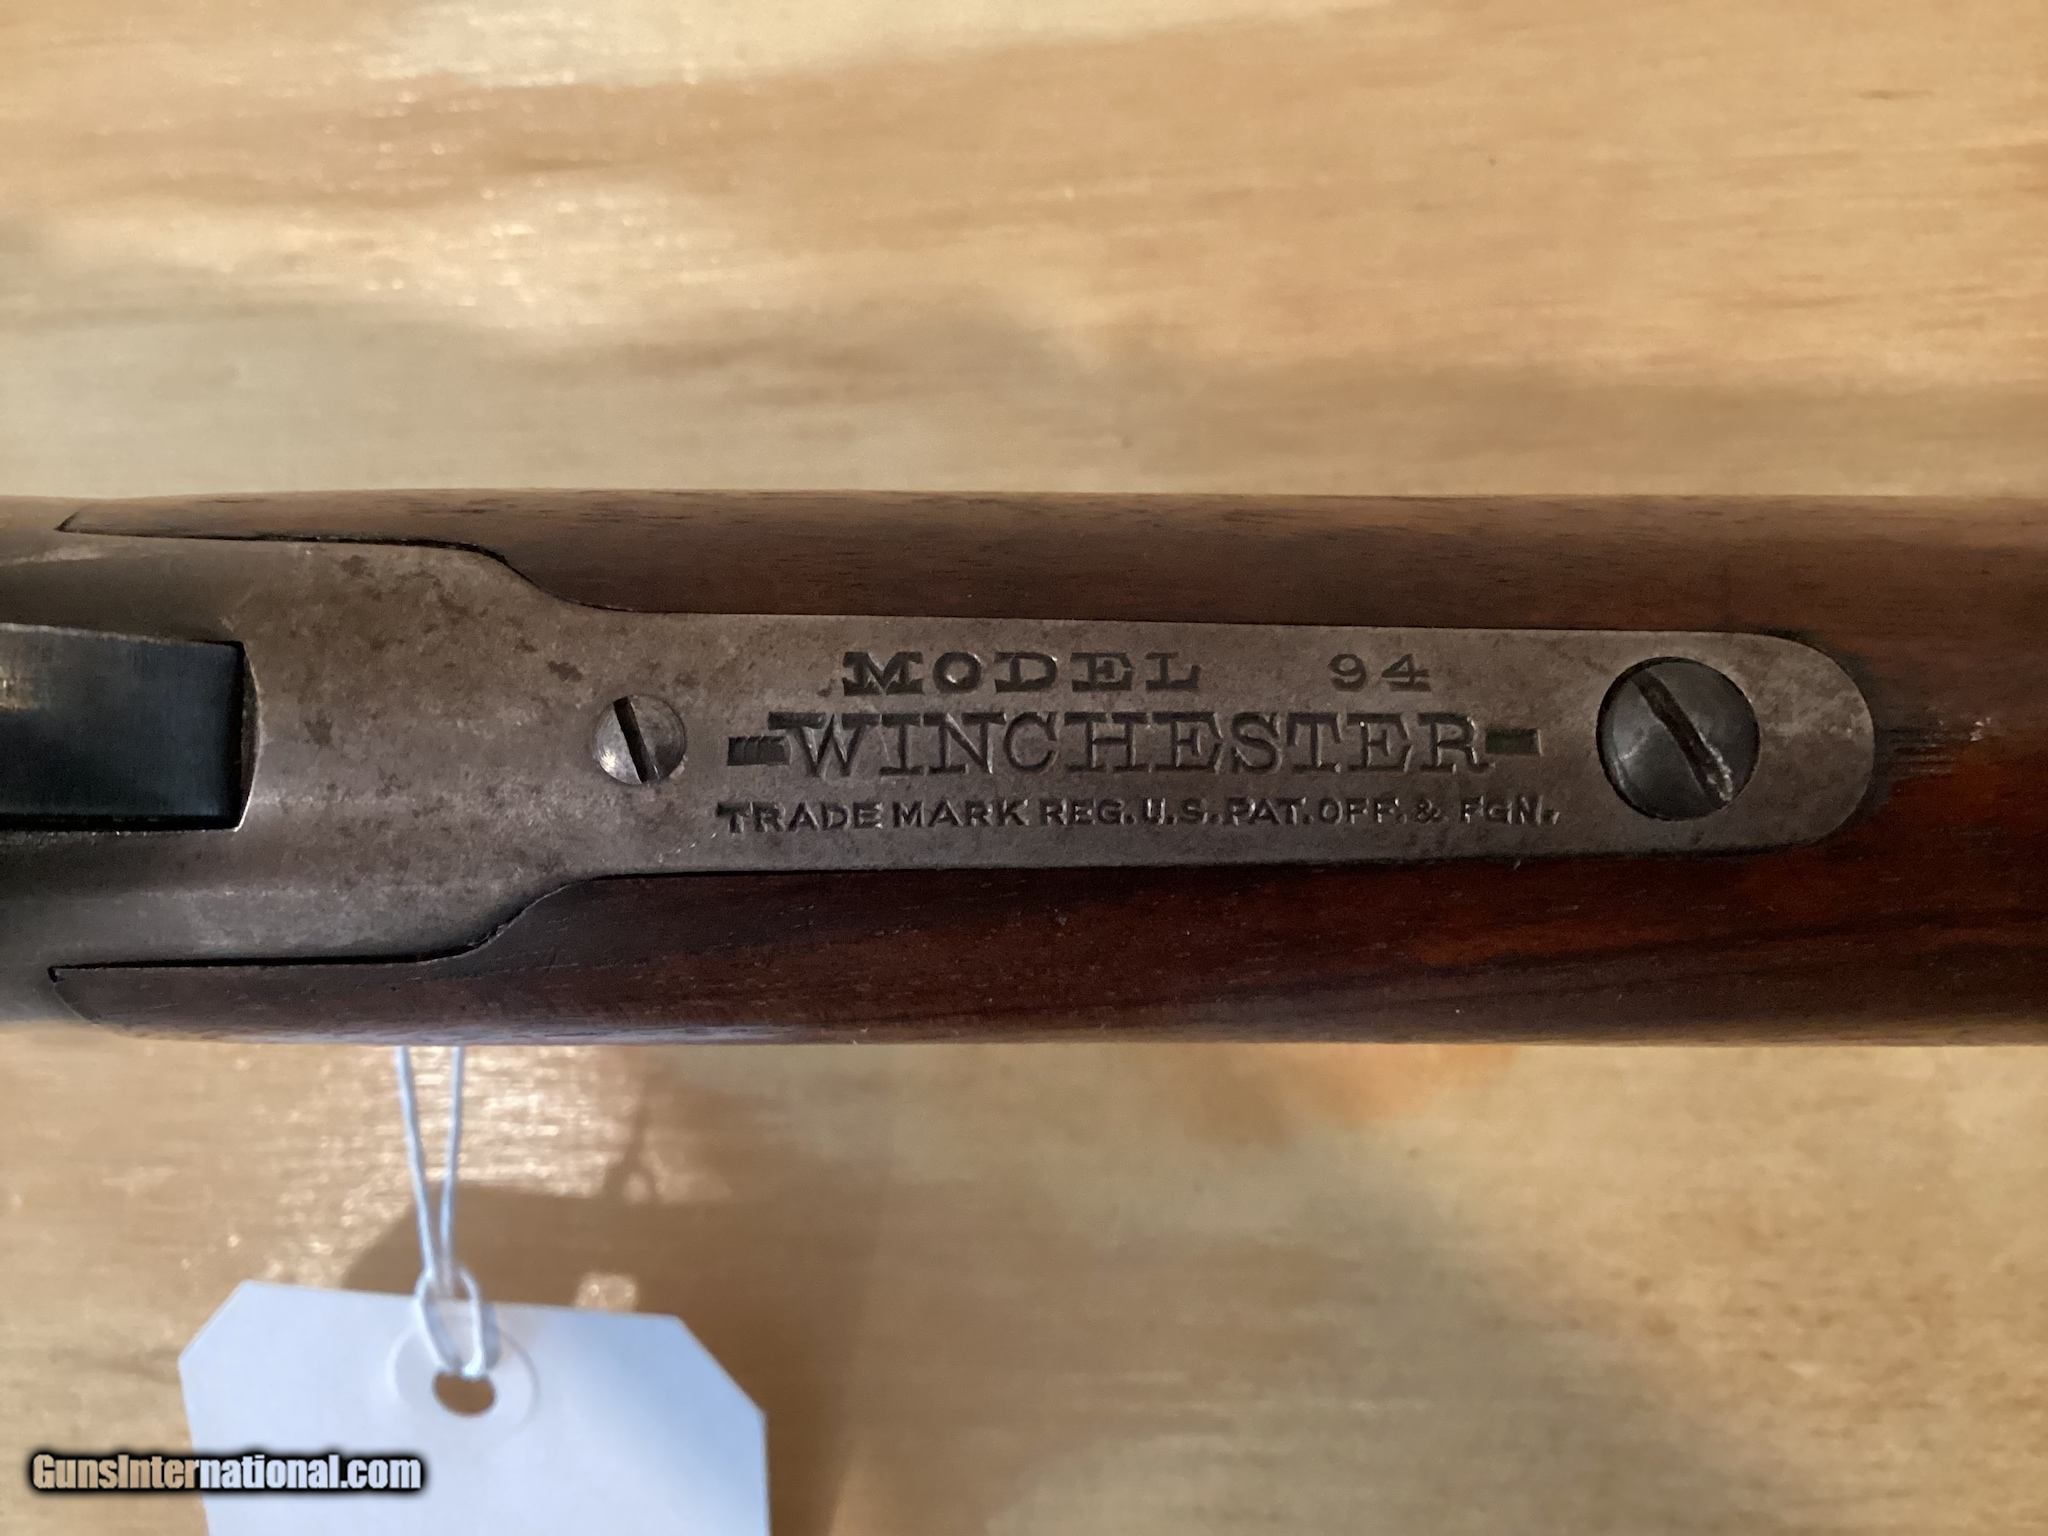 MODEL 94
WINCHESTER
TRADE MARK REG. U.S. PAT. OFF. & FGN.
GunsInternational.com